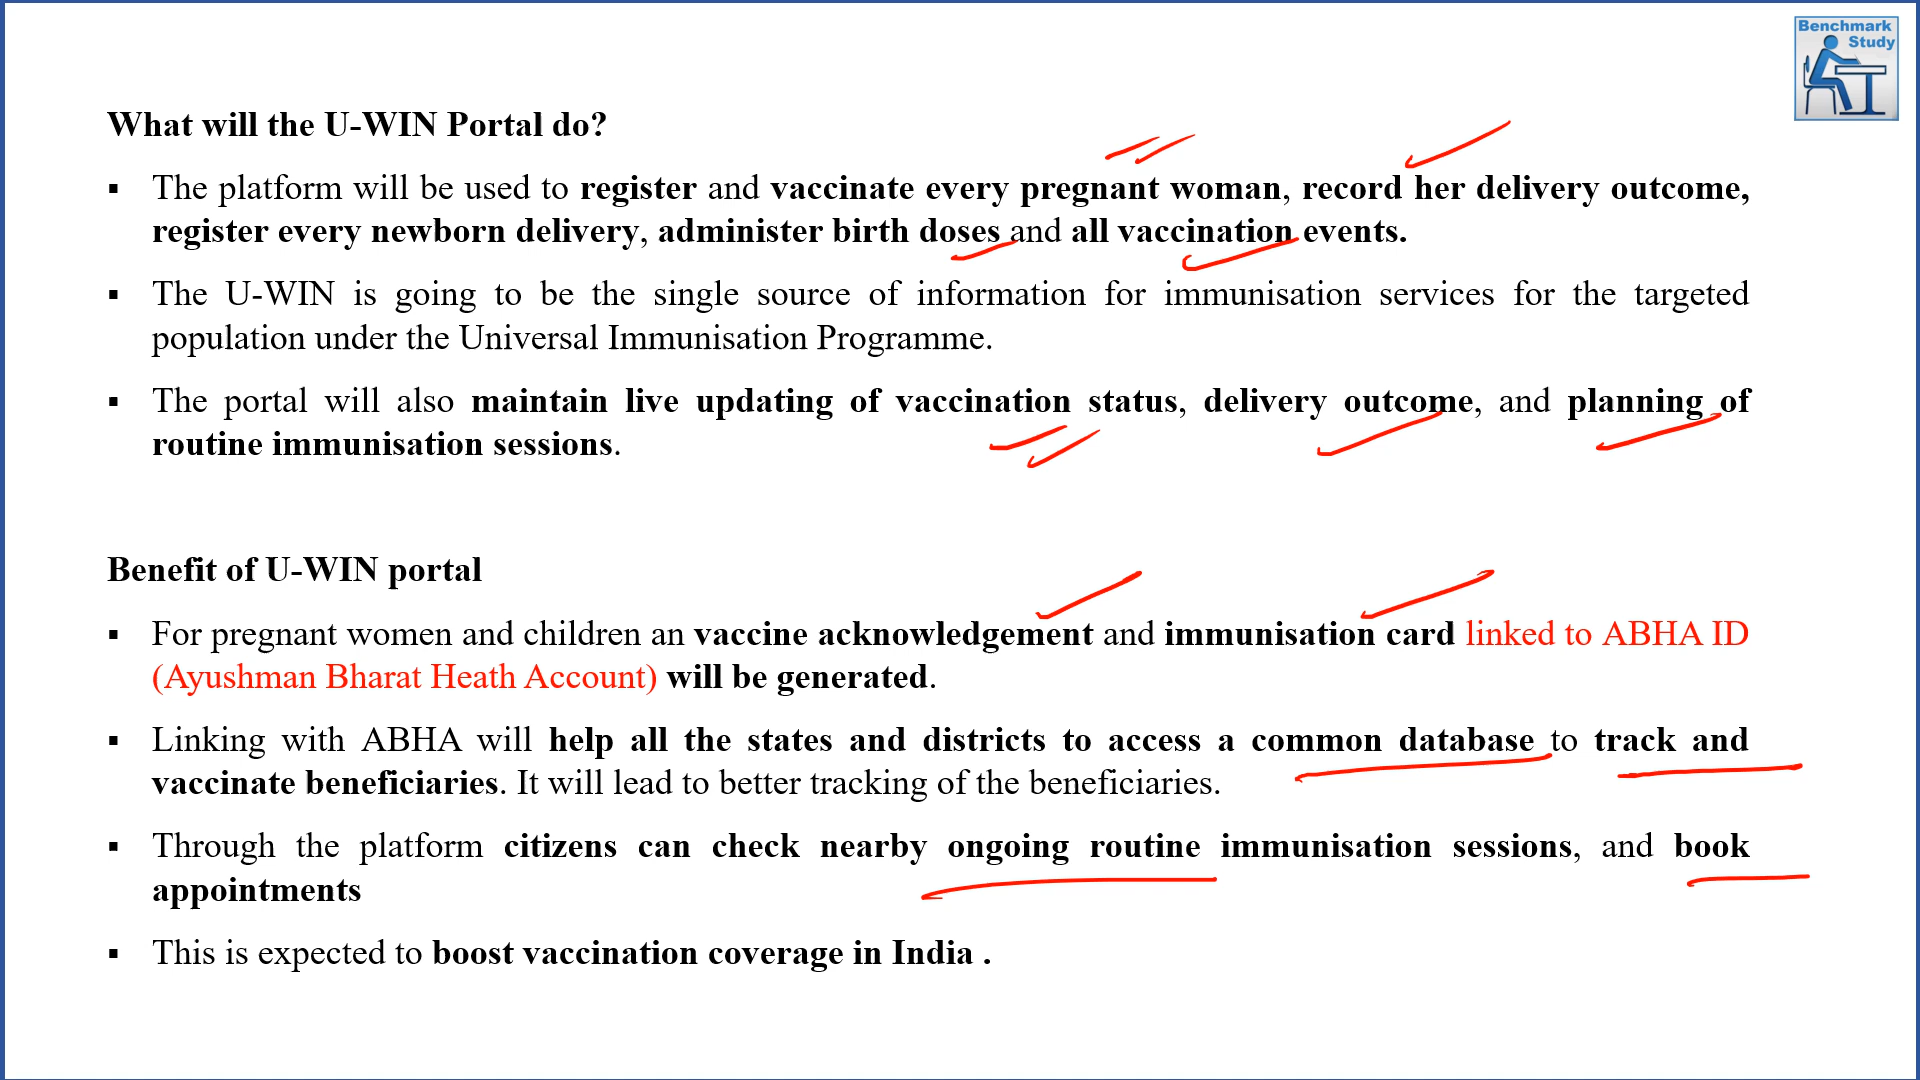 Benchmark
Study
What will the U-WIN Portal do?
▪ The platform will be used to register and vaccinate every pregnant woman, record her delivery outcome,
register every newborn delivery, administer birth doses and all vaccination events.
▪ The U-WIN is going to be the single source of information for immunisation services for the targeted
population under the Universal Immunisation Programme.
▪ The portal will also maintain live updating of vaccination status, delivery outcome, and planning of
routine immunisation sessions.
Benefit of U-WIN portal
▪ For pregnant women and children an vaccine acknowledgement and immunisation card linked to ABHA ID
(Ayushman Bharat Heath Account) will be generated.
▪ Linking with ABHA will help all the states and districts to access a common database to track and
vaccinate beneficiaries. It will lead to better tracking of the beneficiaries.
▪ Through the platform citizens can check nearby ongoing routine immunisation sessions, and book
appointments
▪ This is expected to boost vaccination coverage in India .